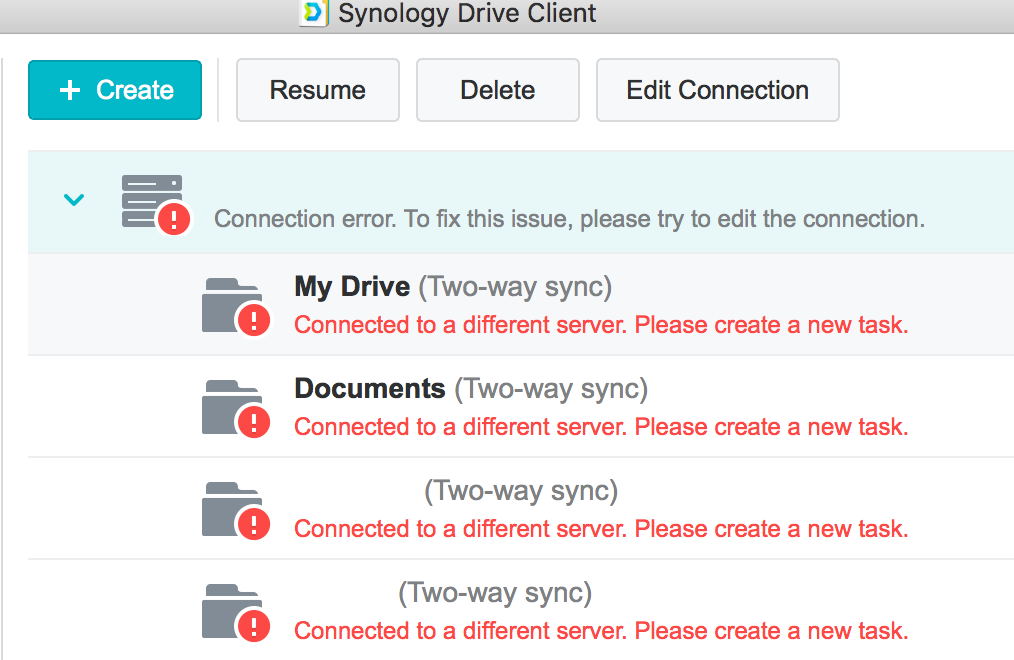 Synology Drive Client
+ Create
Resume
Delete
Edit Connection
Connection error. To fix this issue, please try to edit the connection.
My Drive (Two-way sync)
Connected to a different server. Please create a new task.
Documents (Two-way sync)
Connected to a different server. Please create a new task.
(Two-way sync)
Connected to a different server. Please create a new task.
(Two-way sync)
Connected to a different server. Please create a new task.